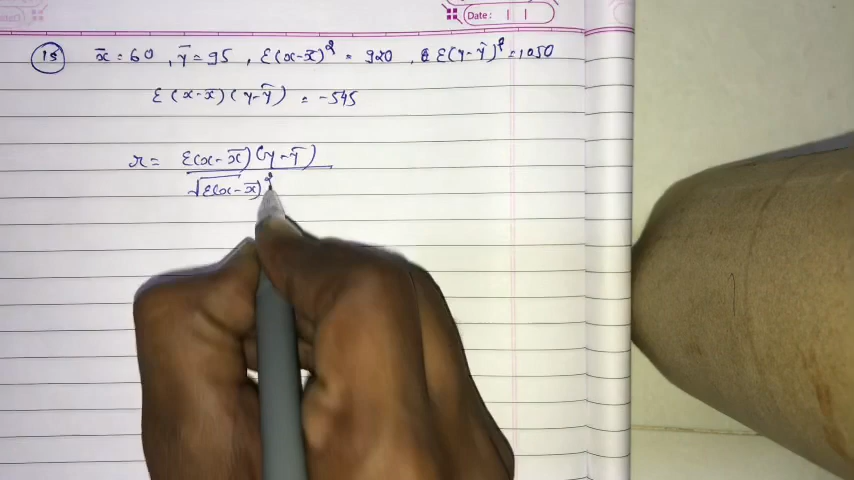 Date:
15 x̄ = 60 , ȳ = 95 , Σ(x-x̄)² = 920 , & Σ(y-ȳ)² = 1050
Σ(x-x̄)(y-ȳ) = -545
r = Σ(x-x̄)(y-ȳ)
√Σ(x-x̄)²